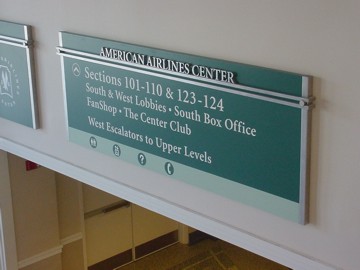 AMERICAN AIRLINES CENTER
Sections 101-110 & 123-124
South & West Lobbies • South Box Office
FanShop • The Center Club
West Escalators to Upper Levels
?